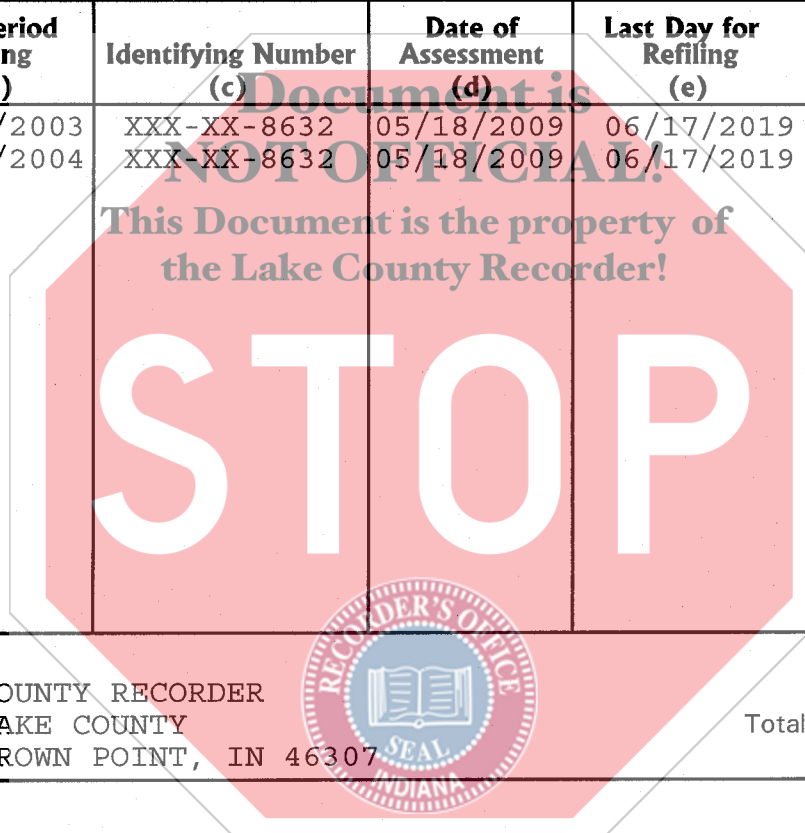 eriod Date of Last Day for
ng Identifying Number Assessment Refiling
) (c) (d) (e)
Document is
/2003 XXX-XX-8632 05/18/2009 06/17/2019
/2004 XXX-XX-8632 05/18/2009 06/17/2019
NOT OFFICIAL!
This Document is the property of
the Lake County Recorder!
STOP
RECORDER'S OFFICE
SEAL
INDIANA
OUNTY RECORDER
AKE COUNTY Total
ROWN POINT, IN 46307